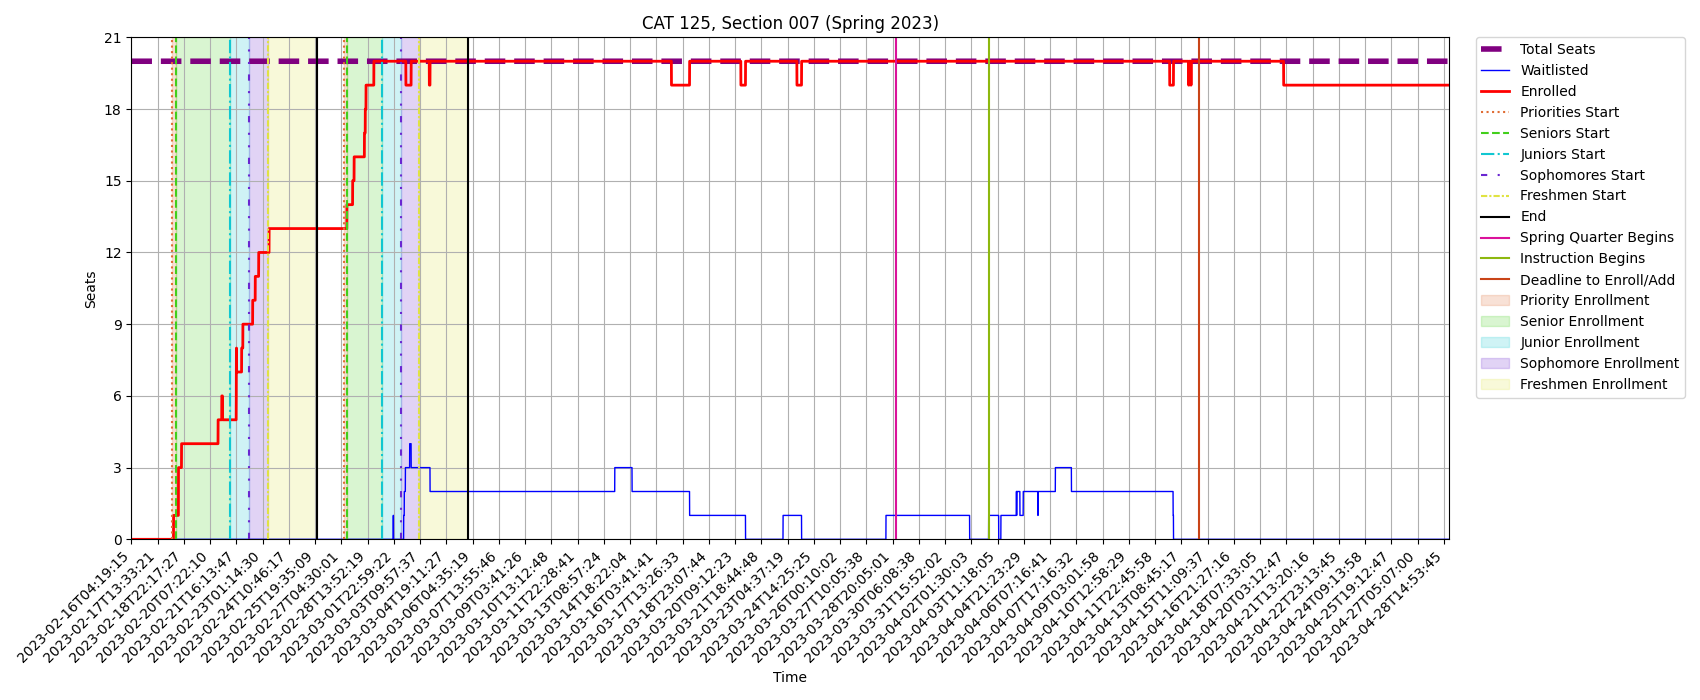 CAT 125, Section 007 (Spring 2023)
21
18
15
12
9
6
3
0
Seats
2023-02-16T04:19:15
2023-02-17T13:33:21
2023-02-18T22:17:27
2023-02-20T07:22:10
2023-02-21T16:13:47
2023-02-23T01:14:30
2023-02-24T10:46:17
2023-02-25T19:35:09
2023-02-27T04:30:01
2023-02-28T13:52:19
2023-03-01T22:59:22
2023-03-03T09:57:37
2023-03-04T19:11:27
2023-03-06T04:35:19
2023-03-07T13:55:46
2023-03-09T03:41:26
2023-03-10T13:12:48
2023-03-11T22:28:41
2023-03-13T08:57:24
2023-03-14T18:22:04
2023-03-16T03:41:41
2023-03-17T13:26:33
2023-03-18T23:07:44
2023-03-20T09:12:23
2023-03-21T18:44:48
2023-03-23T04:37:19
2023-03-24T14:25:25
2023-03-26T00:10:02
2023-03-27T10:05:38
2023-03-28T20:05:01
2023-03-30T06:08:38
2023-03-31T15:52:02
2023-04-02T01:30:03
2023-04-03T11:18:05
2023-04-04T21:23:29
2023-04-06T07:16:41
2023-04-07T17:16:32
2023-04-09T03:01:58
2023-04-10T12:58:29
2023-04-11T22:45:58
2023-04-13T08:45:17
2023-04-15T11:09:37
2023-04-16T21:27:16
2023-04-18T07:33:05
2023-04-20T03:12:47
2023-04-21T13:20:16
2023-04-22T23:13:45
2023-04-24T09:13:58
2023-04-25T19:12:47
2023-04-27T05:07:00
2023-04-28T14:53:45
Time
Total Seats
Waitlisted
Enrolled
Priorities Start
Seniors Start
Juniors Start
Sophomores Start
Freshmen Start
End
Spring Quarter Begins
Instruction Begins
Deadline to Enroll/Add
Priority Enrollment
Senior Enrollment
Junior Enrollment
Sophomore Enrollment
Freshmen Enrollment